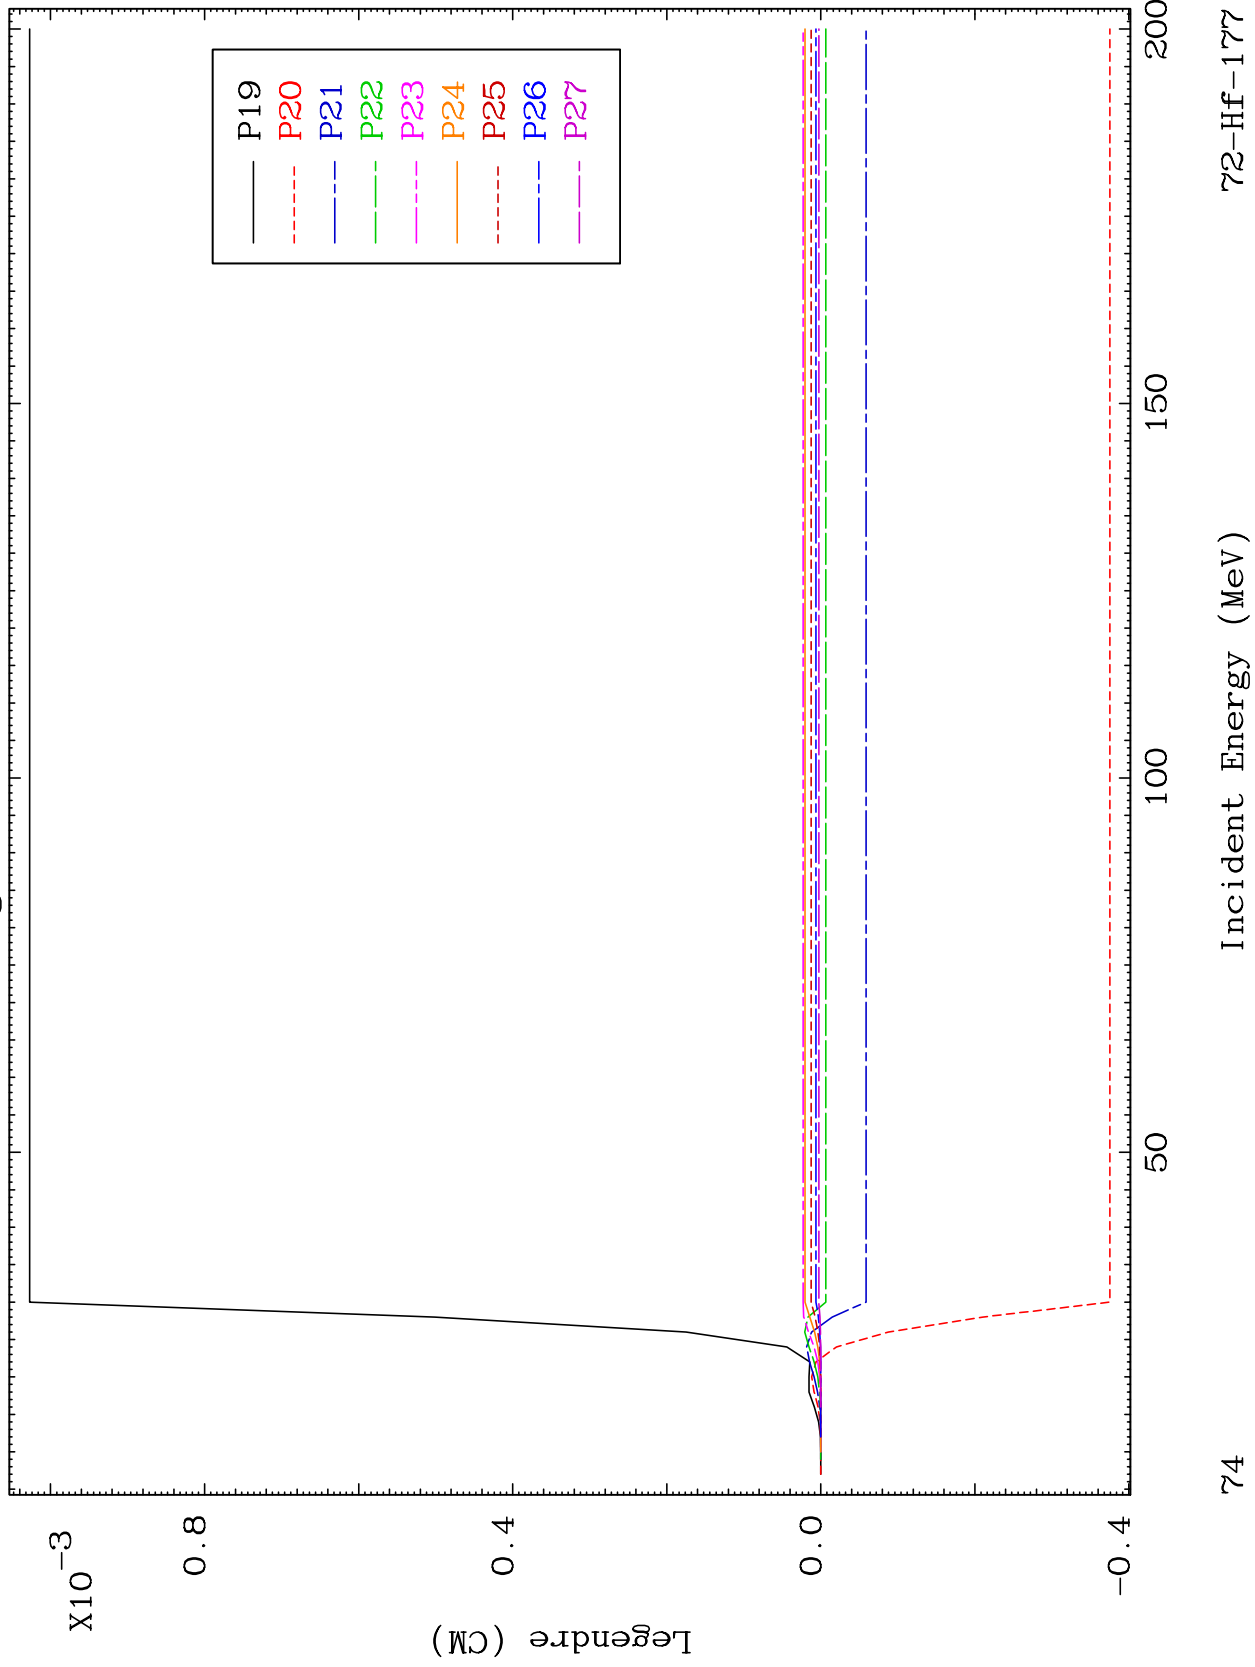 X10-3
0.8
0.4
0.0
-0.4
Legendre (CM)
P19
P20
P21
P22
P23
P24
P25
P26
P27
50
100
150
200
Incident Energy (MeV)
74
72-Hf-177